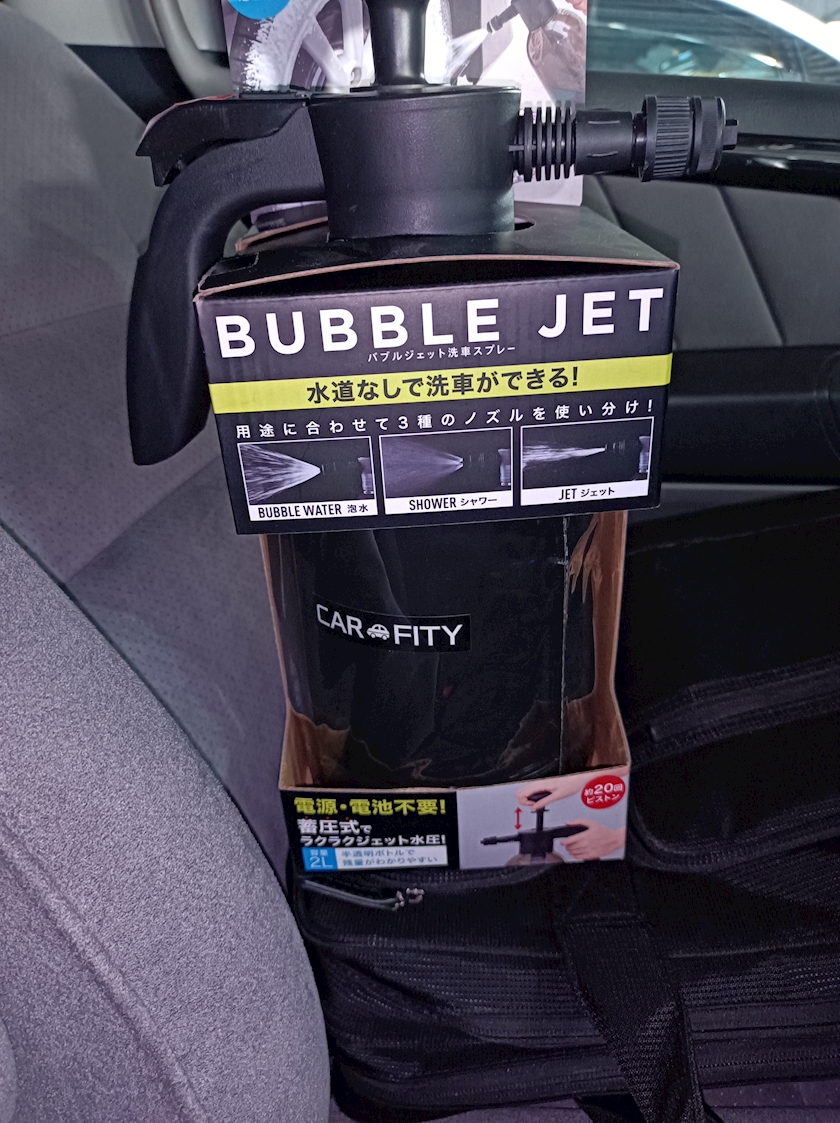 BUBBLE JET
バブルジェット洗車スプレー
水道なしで洗車ができる!
用途に合わせて3種のノズルを使い分け!
BUBBLE WATER 泡水
SHOWER シャワー
JET ジェット
CAR FITY
電源・電池不要!
蓄圧式で
ラクラクジェット水圧!
容量
2L
半透明ボトルで
残量がわかりやすい
約20回
ピストン